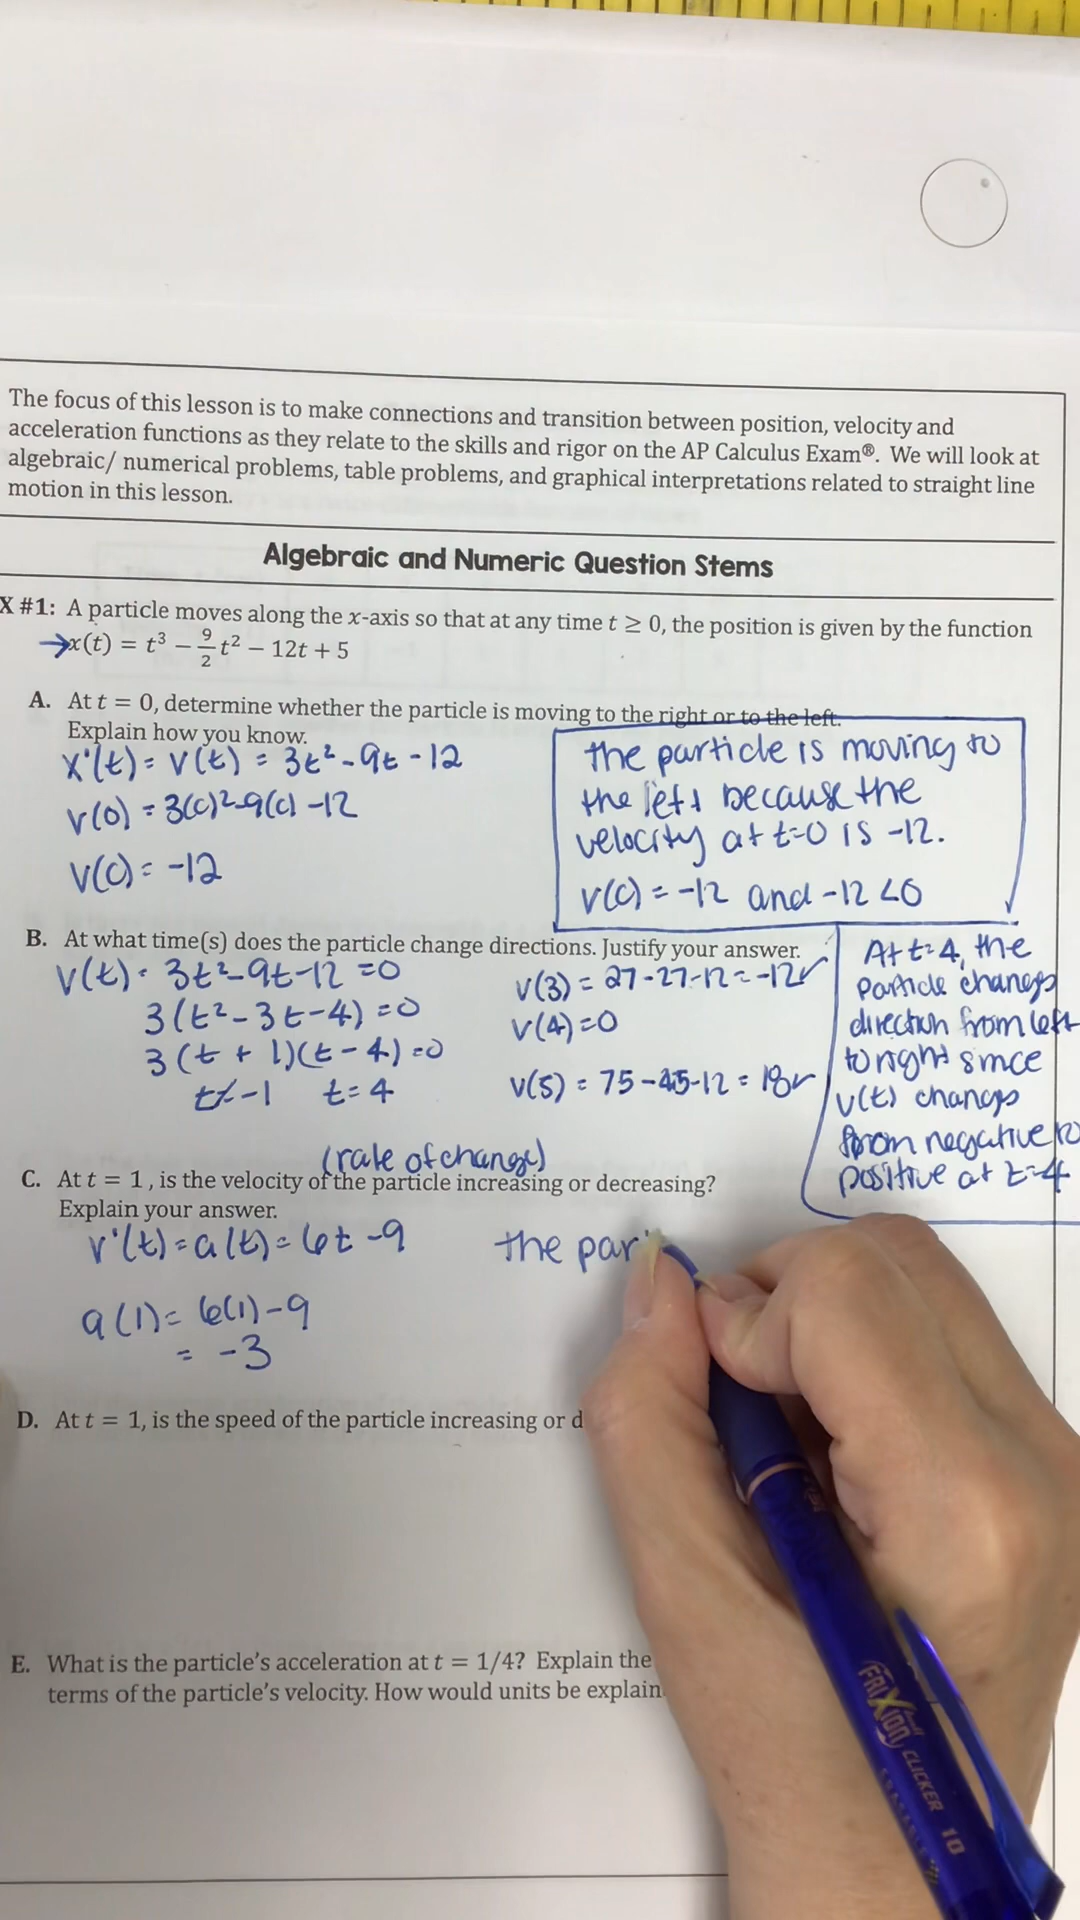 The focus of this lesson is to make connections and transition between position, velocity and
acceleration functions as they relate to the skills and rigor on the AP Calculus Exam®. We will look at
algebraic/ numerical problems, table problems, and graphical interpretations related to straight line
motion in this lesson.
Algebraic and Numeric Question Stems
X #1: A particle moves along the x-axis so that at any time t ≥ 0, the position is given by the function
→x(t) = t³ − 9/2 t² − 12t + 5
A. At t = 0, determine whether the particle is moving to the right or to the left.
Explain how you know.
x'(t) = v(t) = 3t² - 9t - 12
v(0) = 3(0)² - 9(0) - 12
v(0) = -12
the particle is moving to
the left because the
velocity at t=0 is -12.
v(0) = -12 and -12 < 0
B. At what time(s) does the particle change directions. Justify your answer.
v(t) = 3t² - 9t - 12 = 0
3(t² - 3t - 4) = 0
3(t + 1)(t - 4) = 0
t≠-1 t=4
v(3) = 27 - 27 - 12 = -12 ✓
v(4) = 0
v(5) = 75 - 45 - 12 = 18 ✓
At t=4, the
particle changes
direction from left
to right since
v(t) changes
from negative to
positive at t=4
(rate of change)
C. At t = 1 , is the velocity of the particle increasing or decreasing?
Explain your answer.
v'(t) = a(t) = 6t - 9
a(1) = 6(1) - 9
= -3
the par
D. At t = 1, is the speed of the particle increasing or d
E. What is the particle's acceleration at t = 1/4? Explain the
terms of the particle's velocity. How would units be explain
FRIXION CLICKER 10